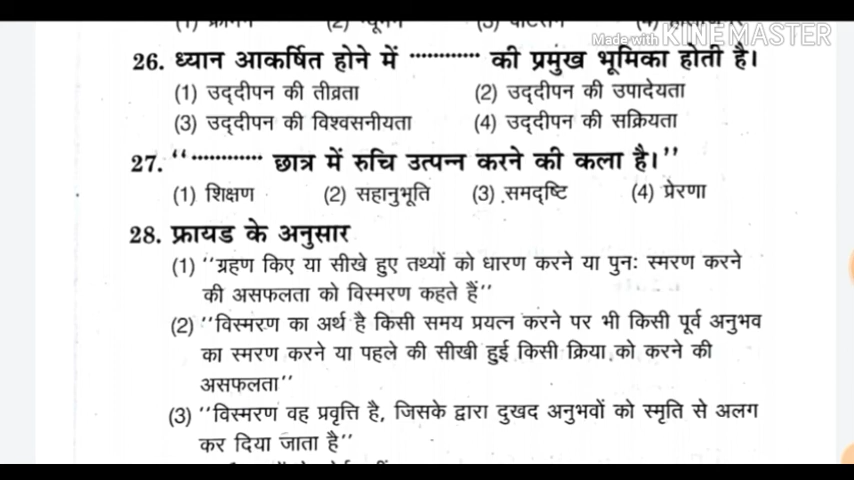 Made with KINEMASTER
26. ध्यान आकर्षित होने में ············ की प्रमुख भूमिका होती है।
(1) उद्दीपन की तीव्रता (2) उद्दीपन की उपादेयता
(3) उद्दीपन की विश्वसनीयता (4) उद्दीपन की सक्रियता
27. ‘‘············ छात्र में रुचि उत्पन्न करने की कला है।’’
(1) शिक्षण (2) सहानुभूति (3) समदृष्टि (4) प्रेरणा
28. फ्रायड के अनुसार
(1) ‘‘ग्रहण किए या सीखे हुए तथ्यों को धारण करने या पुनः स्मरण करने
की असफलता को विस्मरण कहते हैं’’
(2) ‘‘विस्मरण का अर्थ है किसी समय प्रयत्न करने पर भी किसी पूर्व अनुभव
का स्मरण करने या पहले की सीखी हुई किसी क्रिया को करने की
असफलता’’
(3) ‘‘विस्मरण वह प्रवृत्ति है, जिसके द्वारा दुखद अनुभवों को स्मृति से अलग
कर दिया जाता है’’